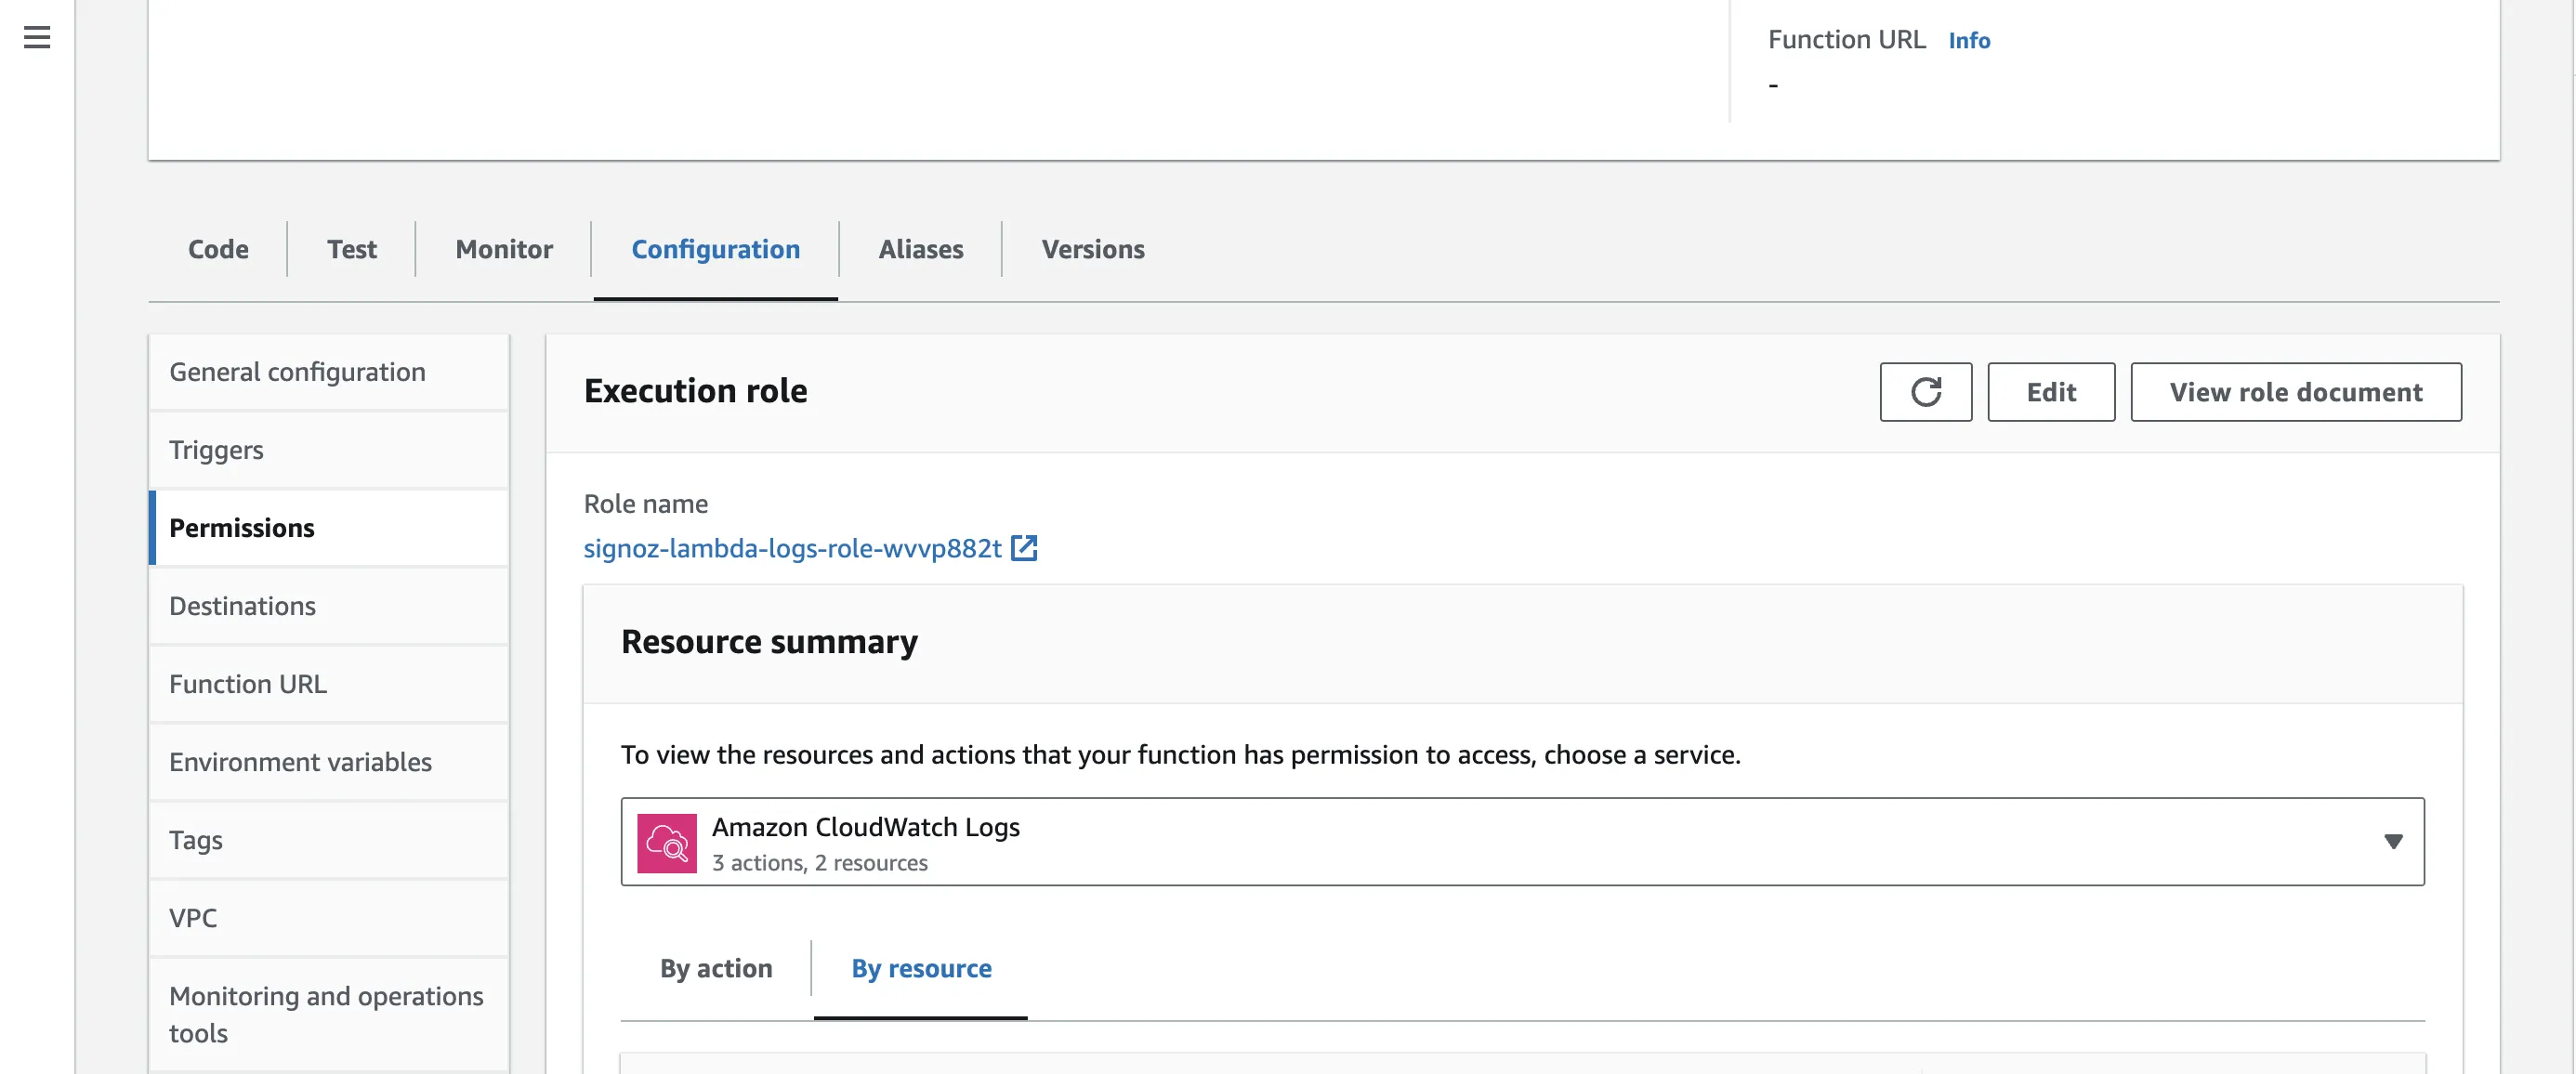 Function URL Info
-
Code Test Monitor Configuration Aliases Versions
General configuration
Triggers
Permissions
Destinations
Function URL
Environment variables
Tags
VPC
Monitoring and operations
tools
Execution role
Edit
View role document
Role name
signoz-lambda-logs-role-wvvp882t
Resource summary
To view the resources and actions that your function has permission to access, choose a service.
Amazon CloudWatch Logs
3 actions, 2 resources
By action By resource